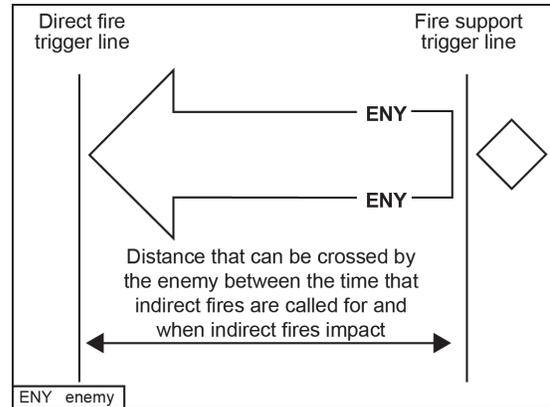 Direct fire
trigger line
Fire support
trigger line
ENY
ENY
Distance that can be crossed by
the enemy between the time that
indirect fires are called for and
when indirect fires impact
ENY enemy